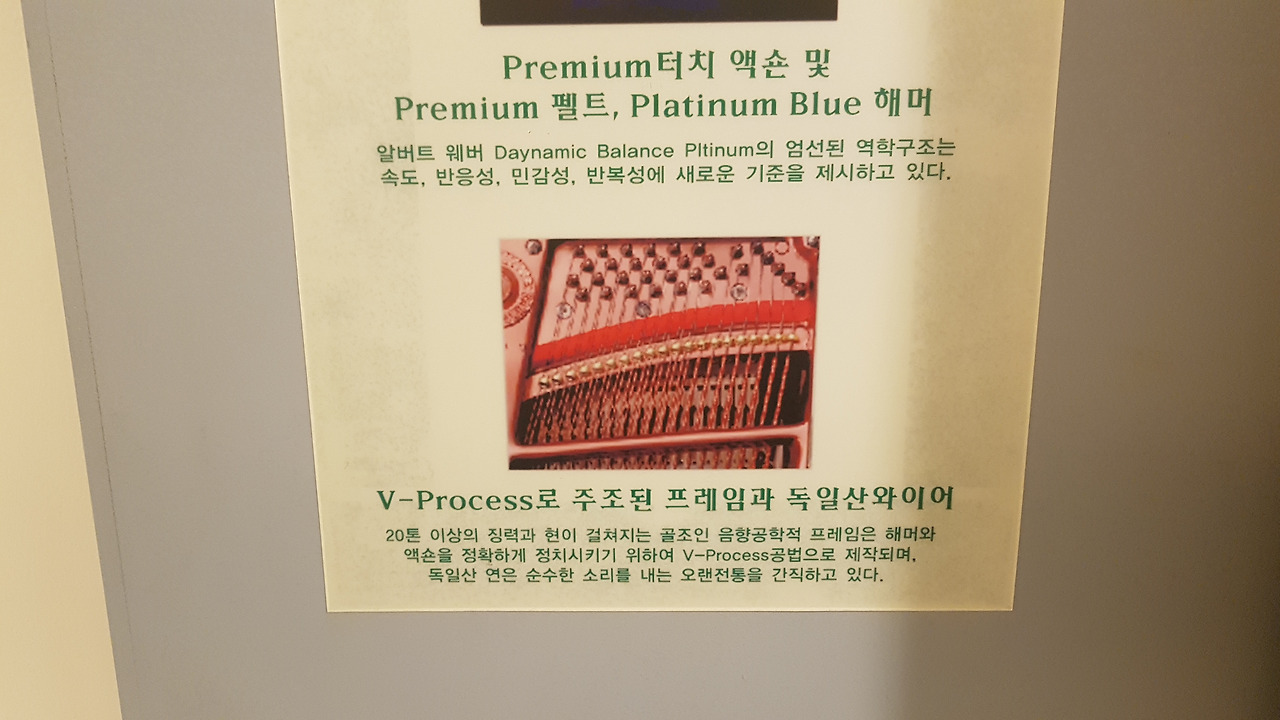 Premium터치 액숀 및
Premium 펠트, Platinum Blue 해머
알버트 웨버 Daynamic Balance Pltinum의 엄선된 역학구조는
속도, 반응성, 민감성, 반복성에 새로운 기준을 제시하고 있다.
V-Process로 주조된 프레임과 독일산와이어
20톤 이상의 징력과 현이 걸쳐지는 골조인 음향공학적 프레임은 해머와
액숀을 정확하게 정치시키기 위하여 V-Process공법으로 제작되며,
독일산 연은 순수한 소리를 내는 오랜전통을 간직하고 있다.